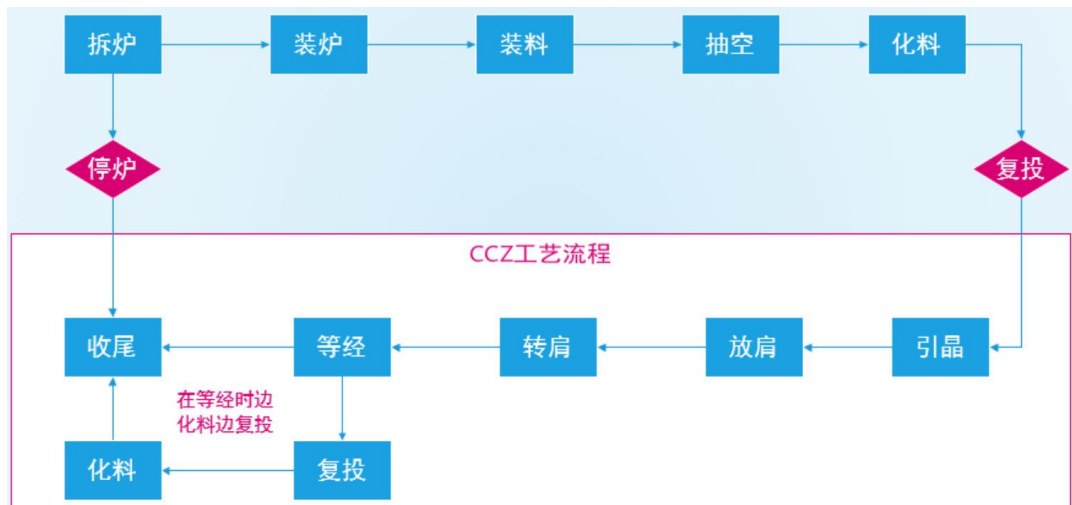 拆炉
装炉
装料
抽空
化料
停炉
复投
CCZ工艺流程
收尾
等经
转肩
放肩
引晶
在等经时边
化料边复投
化料
复投